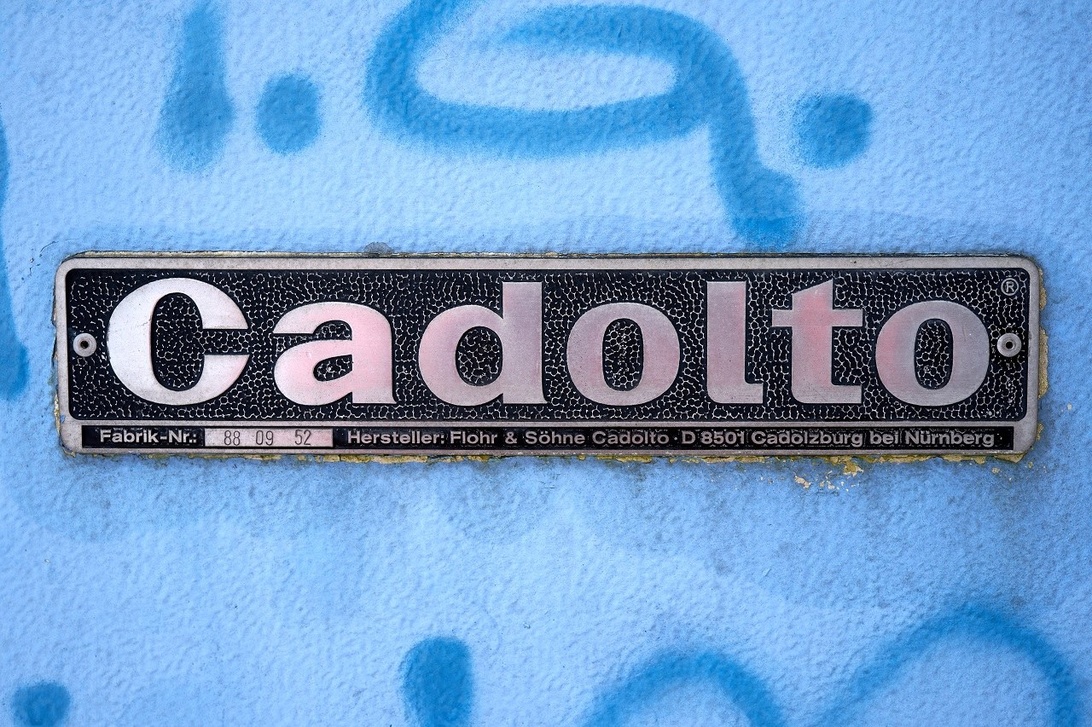 Cadolto®
Fabrik-Nr.: 88 09 52 Hersteller: Flohr & Söhne Cadolto · D 8501 Cadolzburg bei Nürnberg